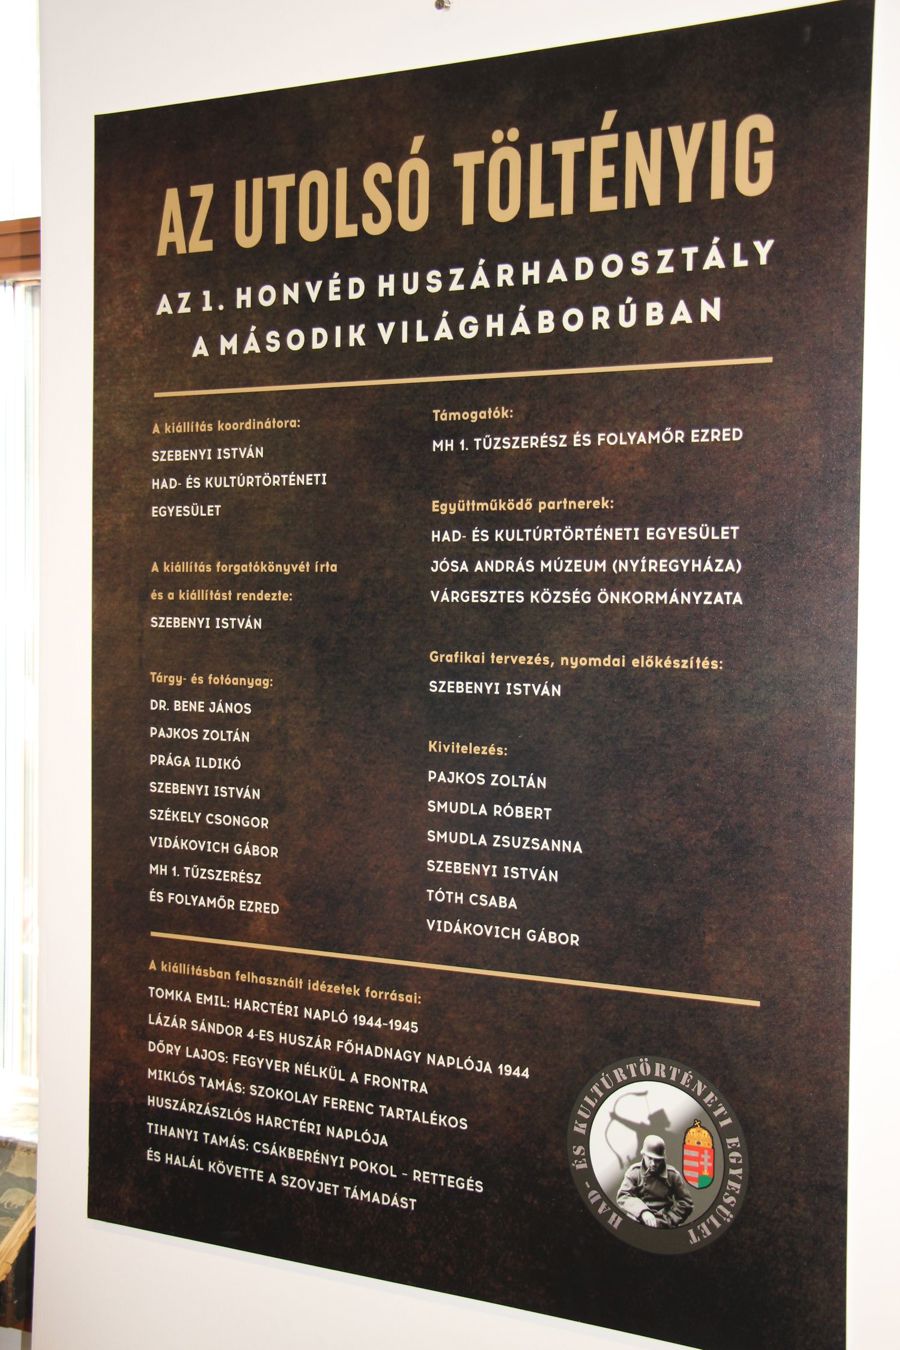 AZ UTOLSÓ TÖLTÉNYIG
AZ 1. HONVÉD HUSZÁRHADOSZTÁLY
A MÁSODIK VILÁGHÁBORÚBAN
A kiállítás koordinátora:
SZEBENYI ISTVÁN
HAD- ÉS KULTÚRTÖRTÉNETI
EGYESÜLET
A kiállítás forgatókönyvét írta
és a kiállítást rendezte:
SZEBENYI ISTVÁN
Tárgy- és fotóanyag:
DR. BENE JÁNOS
PAJKOS ZOLTÁN
PRÁGA ILDIKÓ
SZEBENYI ISTVÁN
SZÉKELY CSONGOR
VIDÁKOVICH GÁBOR
MH 1. TŰZSZERÉSZ
ÉS FOLYAMŐR EZRED
Támogatók:
MH 1. TŰZSZERÉSZ ÉS FOLYAMŐR EZRED
Együttműködő partnerek:
HAD- ÉS KULTÚRTÖRTÉNETI EGYESÜLET
JÓSA ANDRÁS MÚZEUM (NYÍREGYHÁZA)
VÁRGESZTES KÖZSÉG ÖNKORMÁNYZATA
Grafikai tervezés, nyomdai előkészítés:
SZEBENYI ISTVÁN
Kivitelezés:
PAJKOS ZOLTÁN
SMUDLA RÓBERT
SMUDLA ZSUZSANNA
SZEBENYI ISTVÁN
TÓTH CSABA
VIDÁKOVICH GÁBOR
A kiállításban felhasznált idézetek forrásai:
TOMKA EMIL: HARCTÉRI NAPLÓ 1944-1945
LÁZÁR SÁNDOR 4-ES HUSZÁR FŐHADNAGY NAPLÓJA 1944
DŐRY LAJOS: FEGYVER NÉLKÜL A FRONTRA
MIKLÓS TAMÁS: SZOKOLAY FERENC TARTALÉKOS
HUSZÁRZÁSZLÓS HARCTÉRI NAPLÓJA
TIHANYI TAMÁS: CSÁKBERÉNYI POKOL – RETTEGÉS
ÉS HALÁL KÖVETTE A SZOVJET TÁMADÁST
HAD- ÉS KULTÚRTÖRTÉNETI EGYESÜLET